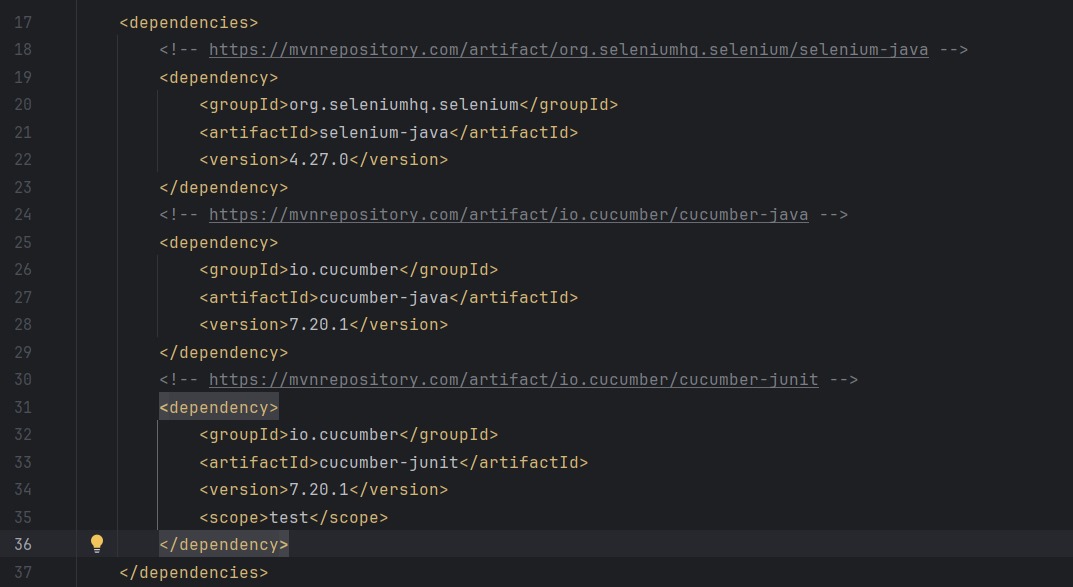 17 <dependencies>
18 <!-- https://mvnrepository.com/artifact/org.seleniumhq.selenium/selenium-java -->
19 <dependency>
20 <groupId>org.seleniumhq.selenium</groupId>
21 <artifactId>selenium-java</artifactId>
22 <version>4.27.0</version>
23 </dependency>
24 <!-- https://mvnrepository.com/artifact/io.cucumber/cucumber-java -->
25 <dependency>
26 <groupId>io.cucumber</groupId>
27 <artifactId>cucumber-java</artifactId>
28 <version>7.20.1</version>
29 </dependency>
30 <!-- https://mvnrepository.com/artifact/io.cucumber/cucumber-junit -->
31 <dependency>
32 <groupId>io.cucumber</groupId>
33 <artifactId>cucumber-junit</artifactId>
34 <version>7.20.1</version>
35 <scope>test</scope>
36 </dependency>
37 </dependencies>